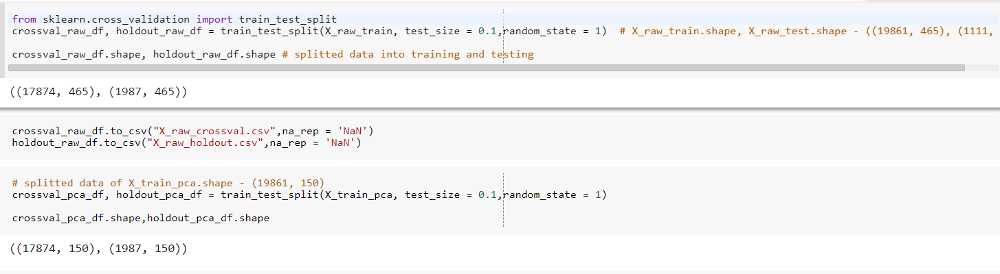 from sklearn.cross_validation import train_test_split
crossval_raw_df, holdout_raw_df = train_test_split(X_raw_train, test_size = 0.1,random_state = 1)  # X_raw_train.shape, X_raw_test.shape - ((19861, 465), (1111,
crossval_raw_df.shape, holdout_raw_df.shape # splitted data into training and testing
((17874, 465), (1987, 465))
crossval_raw_df.to_csv("X_raw_crossval.csv",na_rep = 'NaN')
holdout_raw_df.to_csv("X_raw_holdout.csv",na_rep = 'NaN')
# splitted data of X_train_pca.shape - (19861, 150)
crossval_pca_df, holdout_pca_df = train_test_split(X_train_pca, test_size = 0.1,random_state = 1)
crossval_pca_df.shape,holdout_pca_df.shape
((17874, 150), (1987, 150))